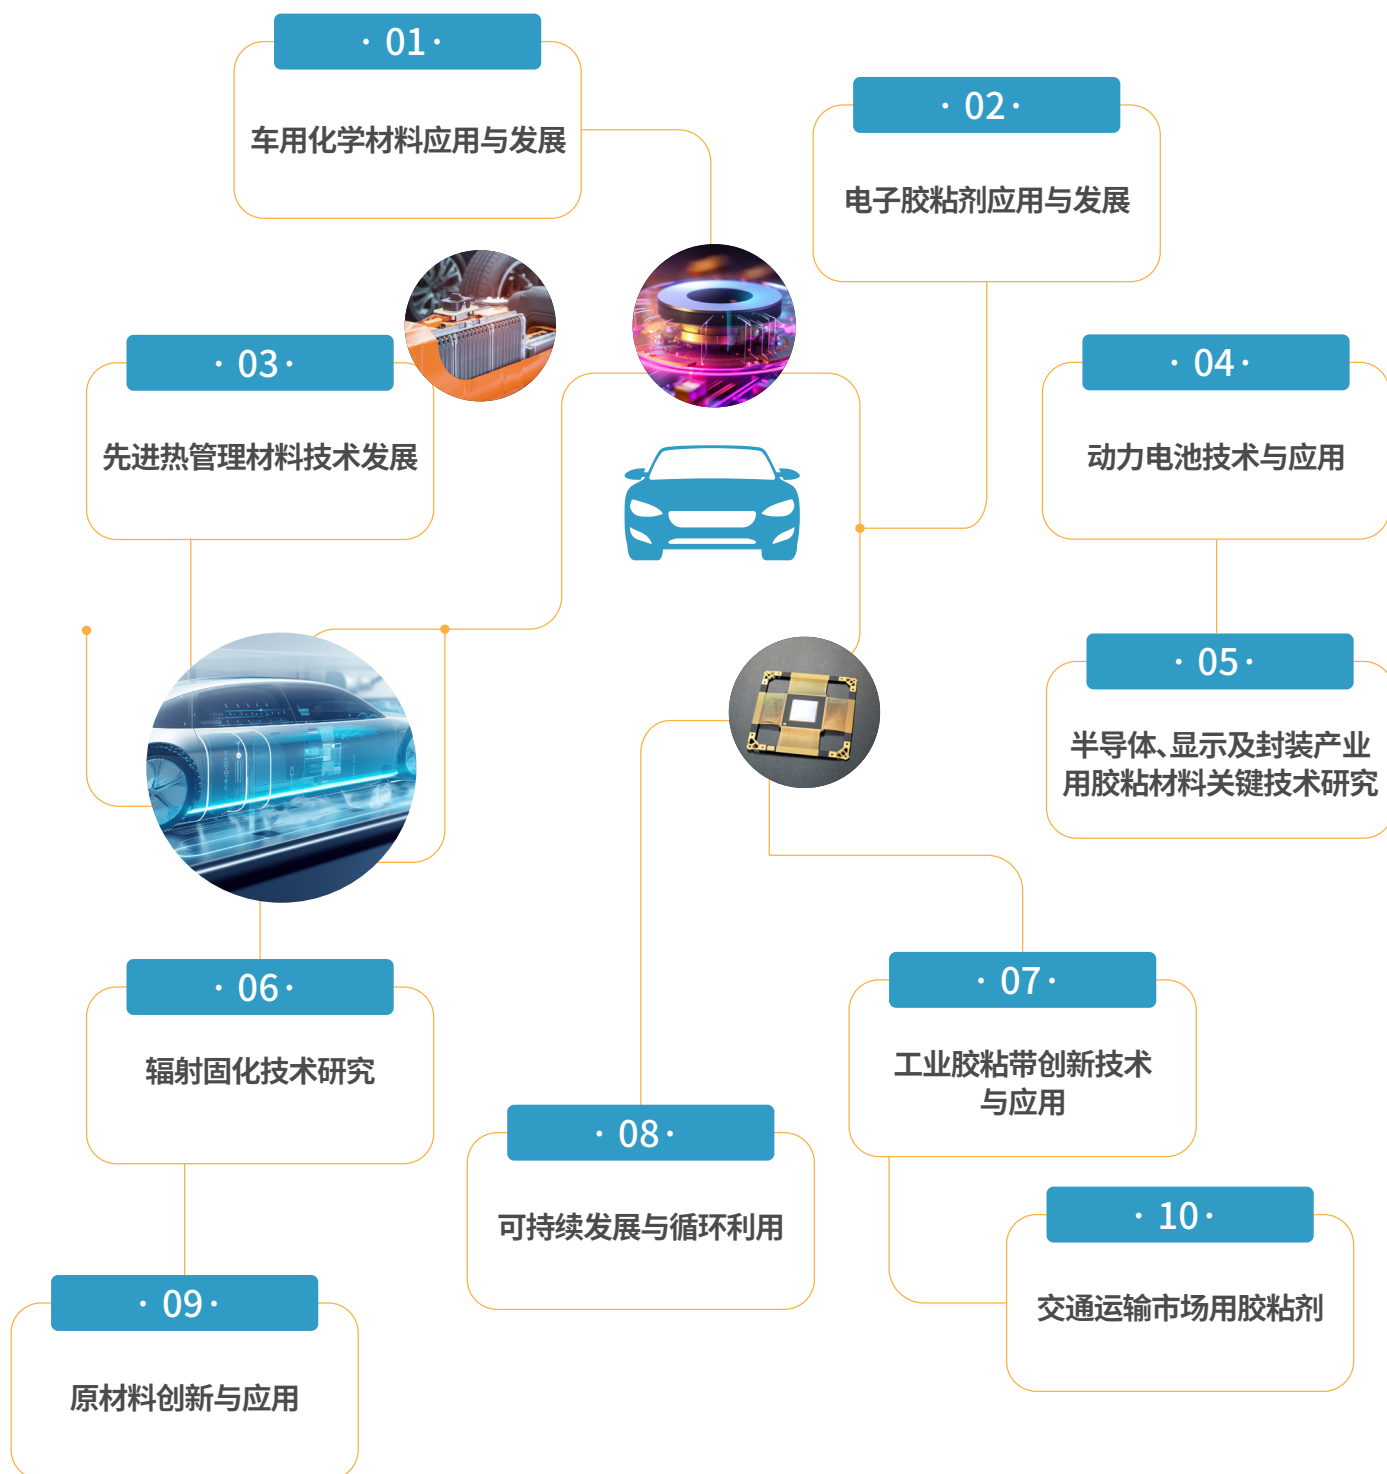 · 01 ·
车用化学材料应用与发展
· 02 ·
电子胶粘剂应用与发展
· 03 ·
先进热管理材料技术发展
· 04 ·
动力电池技术与应用
· 05 ·
半导体、显示及封装产业
用胶粘材料关键技术研究
· 06 ·
辐射固化技术研究
· 07 ·
工业胶粘带创新技术
与应用
· 08 ·
可持续发展与循环利用
· 09 ·
原材料创新与应用
· 10 ·
交通运输市场用胶粘剂